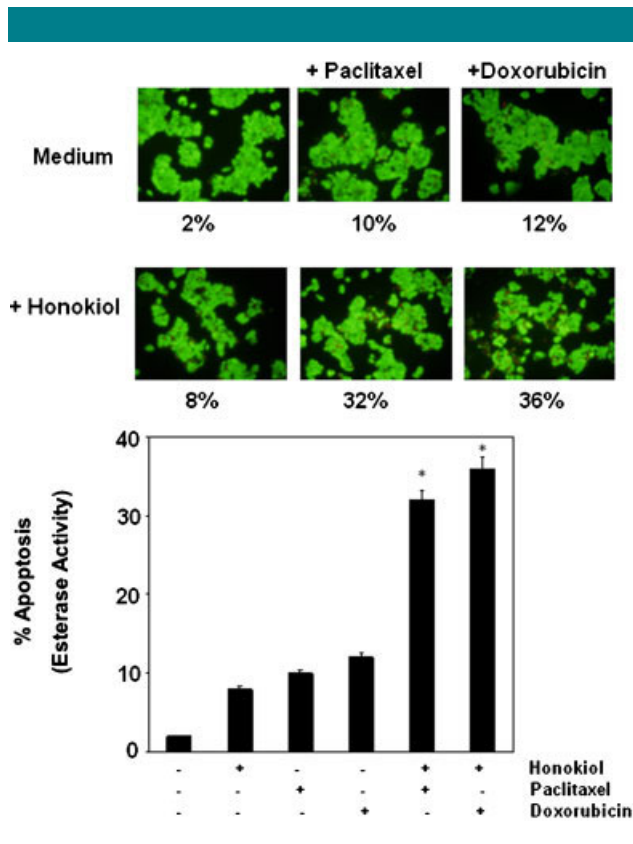 + Paclitaxel +Doxorubicin
Medium
2% 10% 12%
+ Honokiol
8% 32% 36%
40
30
20
10
0
% Apoptosis
(Esterase Activity)
* *
- + - - + + Honokiol
- - + - + - Paclitaxel
- - - + - + Doxorubicin